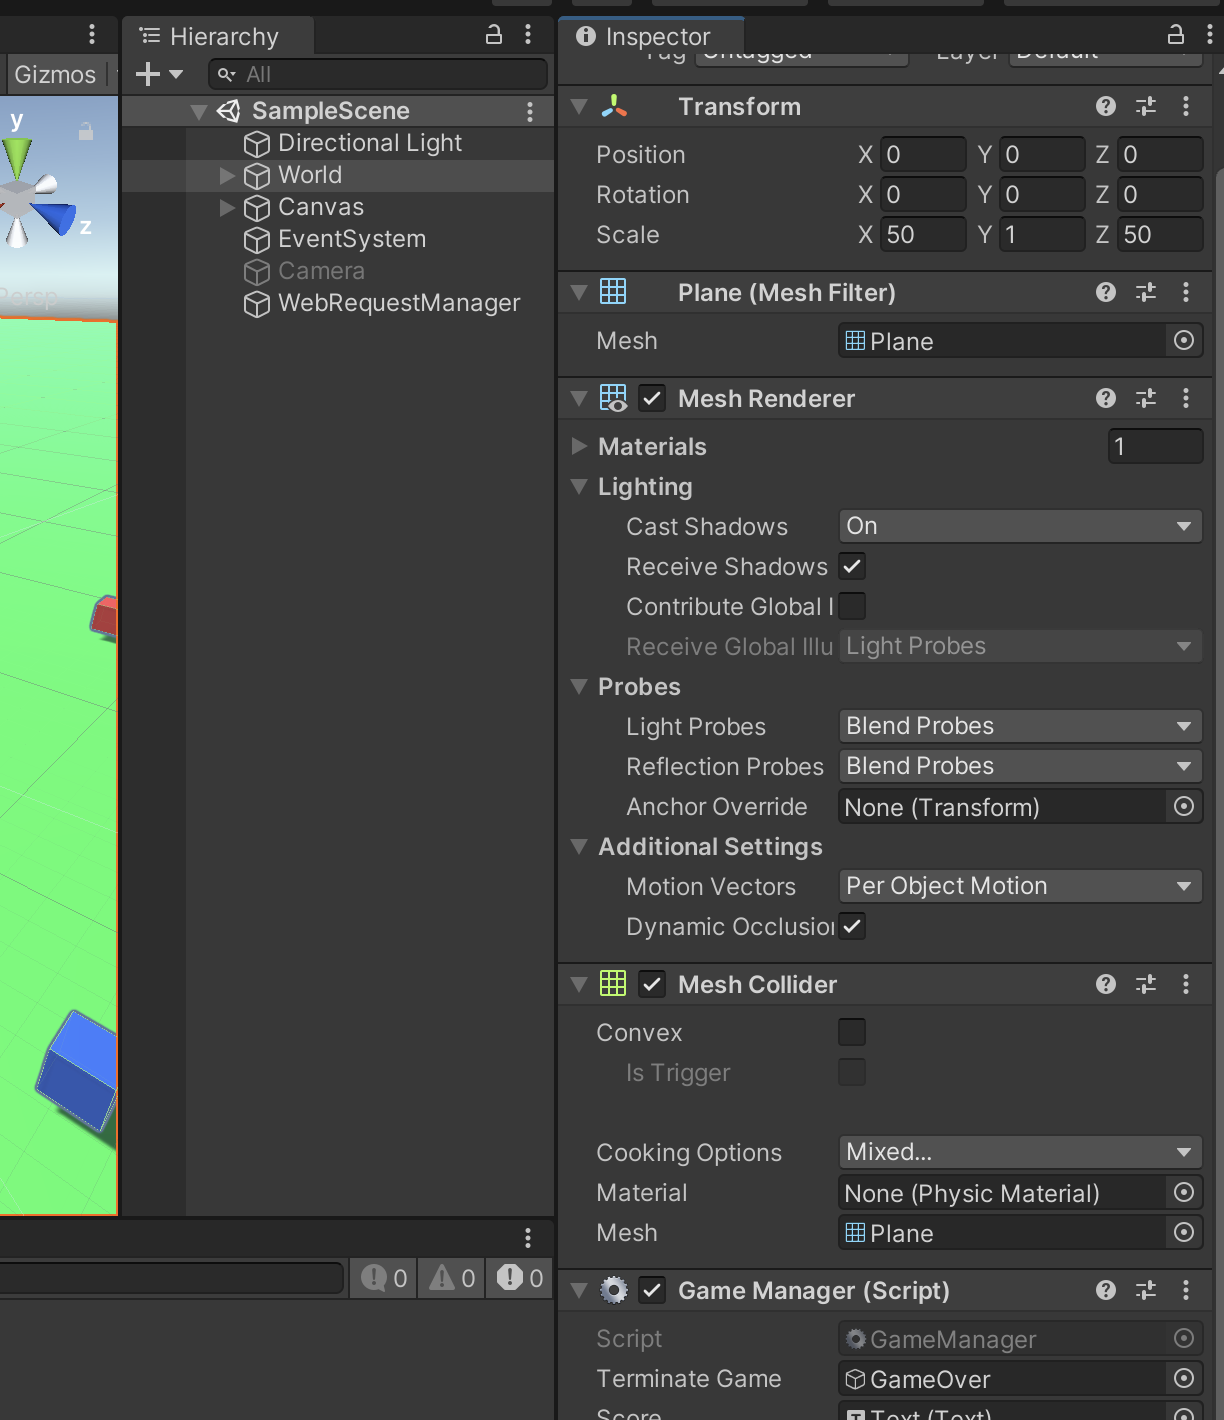 Hierarchy
Inspector
Tag Untagged Layer Default
Gizmos
All
y
z
Persp
SampleScene
Directional Light
World
Canvas
EventSystem
Camera
WebRequestManager
Transform
Position X 0 Y 0 Z 0
Rotation X 0 Y 0 Z 0
Scale X 50 Y 1 Z 50
Plane (Mesh Filter)
Mesh Plane
Mesh Renderer
Materials 1
Lighting
Cast Shadows On
Receive Shadows
Contribute Global I
Receive Global Illu Light Probes
Probes
Light Probes Blend Probes
Reflection Probes Blend Probes
Anchor Override None (Transform)
Additional Settings
Motion Vectors Per Object Motion
Dynamic Occlusion
Mesh Collider
Convex
Is Trigger
Cooking Options Mixed...
Material None (Physic Material)
Mesh Plane
0 0 0
Game Manager (Script)
Script GameManager
Terminate Game GameOver
Score Text (Text)